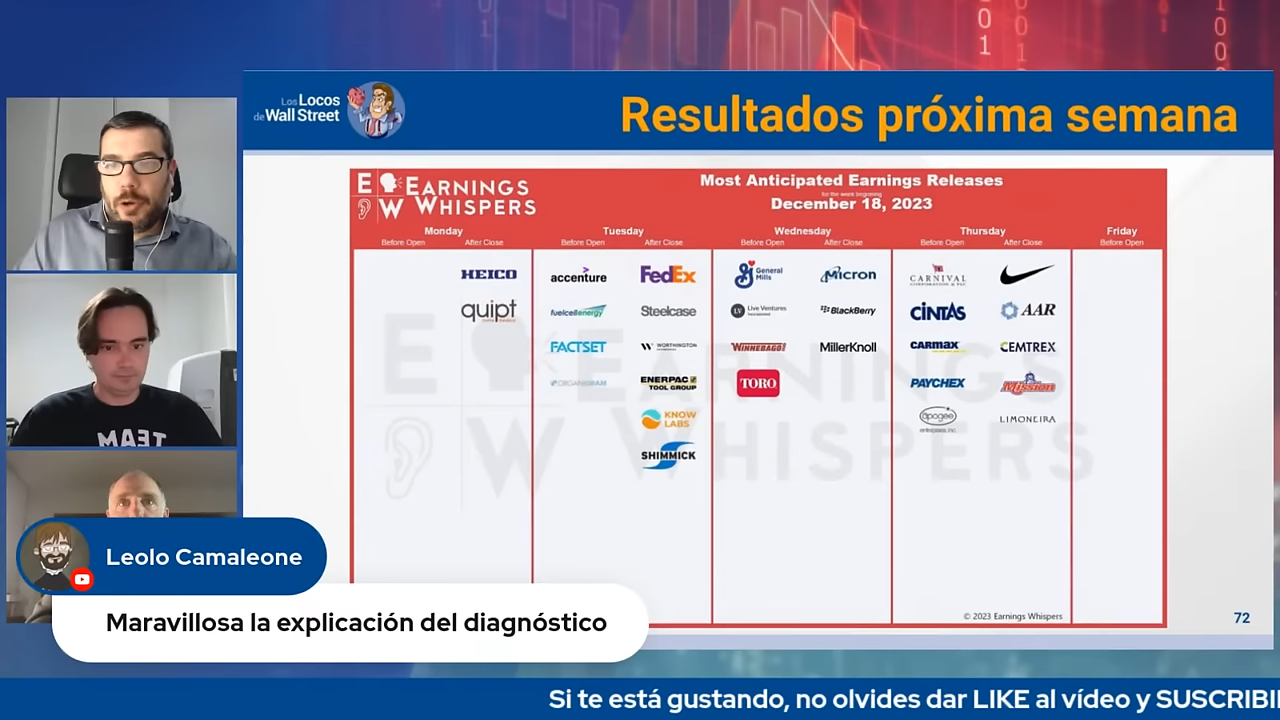 Los Locos
de Wall Street
Resultados próxima semana
E W EARNINGS WHISPERS
Most Anticipated Earnings Releases
for the week beginning
December 18, 2023
Monday
Tuesday
Wednesday
Thursday
Friday
Before Open After Close
Before Open After Close
Before Open After Close
Before Open After Close
Before Open
HEICO
quipt
accenture
fuelcellenergy
FACTSET
ORGANIGRAM
FedEx
Steelcase
WORTHINGTON
ENERPAC
TOOL GROUP
KNOW
LABS
SHIMMICK
General
Mills
LV Live Ventures
WINNEBAGO
TORO
Micron
BlackBerry
MillerKnoll
CARNIVAL
CORPORATION & PLC
CINTAS
CARMAX
PAYCHEX
apogee
AAR
CEMTREX
Mission
LIMONEIRA
E EARNINGS
W WHISPERS
© 2023 Earnings Whispers
72
TEAM
Leolo Camaleone
Maravillosa la explicación del diagnóstico
Si te está gustando, no olvides dar LIKE al vídeo y SUSCRIBI